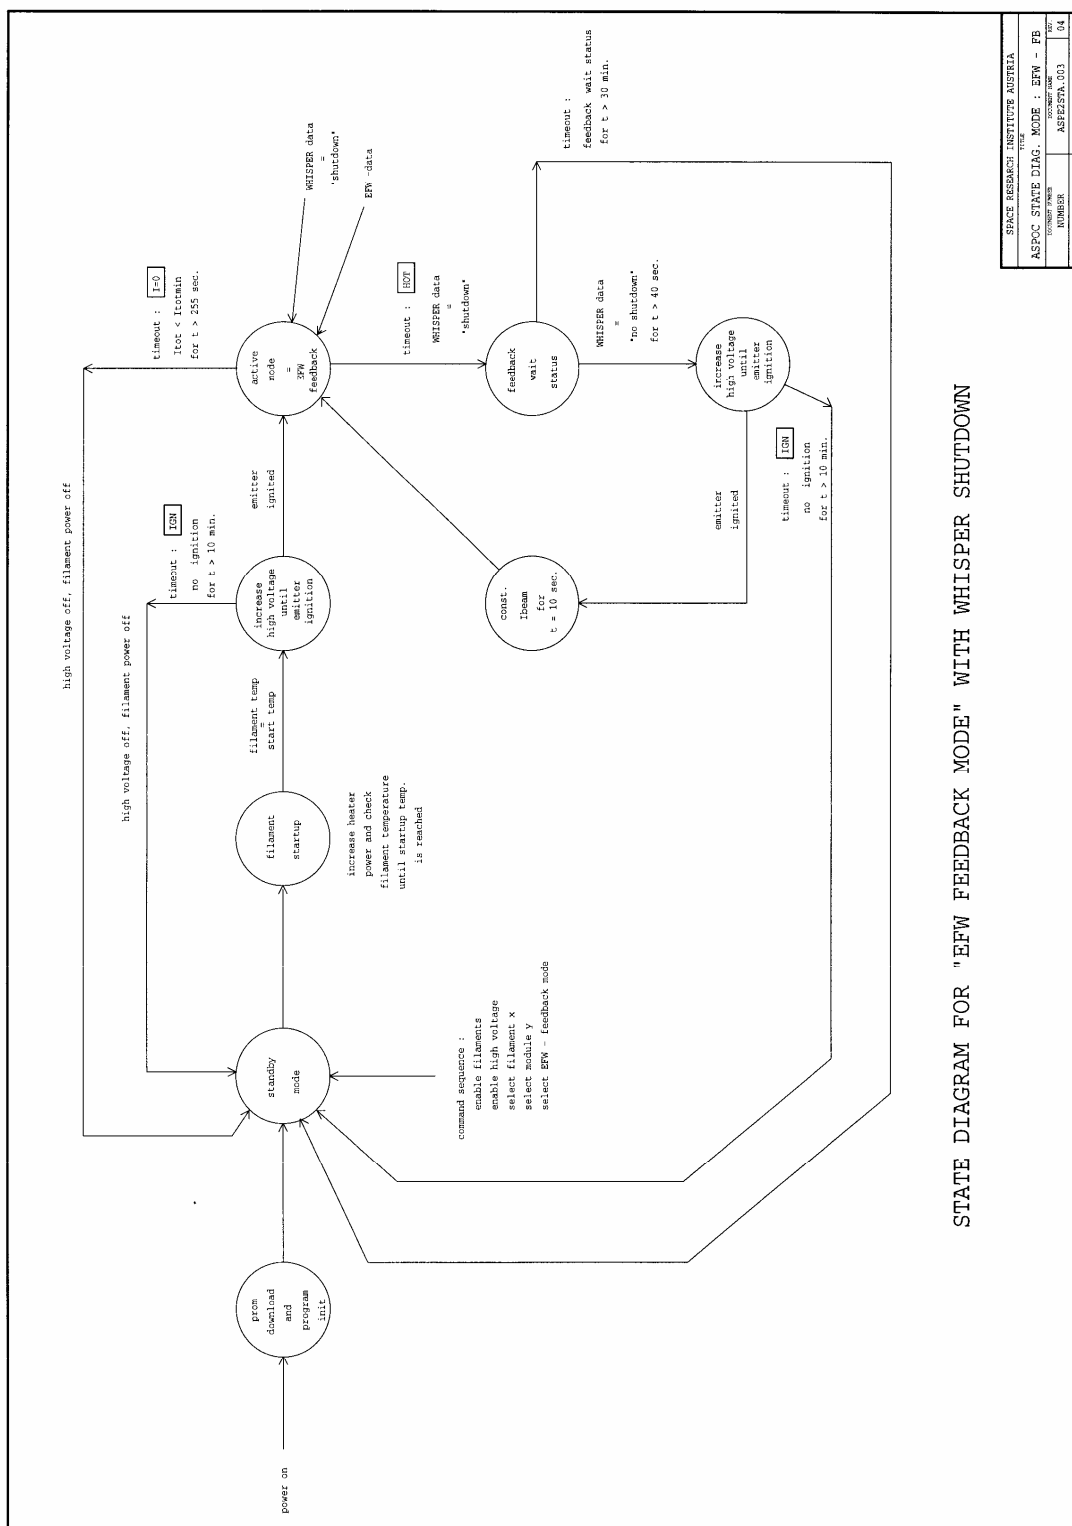 power on
prom
download
and
program
init
standby
mode
command sequence :
enable filaments
enable high voltage
select filament x
select module y
select EFW - feedback mode
filament
startup
increase heater
power and check
filament temperature
until startup temp.
is reached
filament temp
=
start temp
increase
high voltage
until
emitter
ignition
timeout : IGN
no ignition
for t > 10 min.
high voltage off, filament power off
high voltage off, filament power off
emitter
ignited
active
mode
=
EFW
feedback
timeout : I=0
Itot < Itotmin
for t > 255 sec.
WHISPER data
=
"shutdown"
EFW -data
timeout : HOT
WHISPER data
=
"shutdown"
feedback
wait
status
timeout :
feedback wait status
for t > 30 min.
WHISPER data
=
"no shutdown"
for t > 40 sec.
increase
high voltage
until
emitter
ignition
timeout : IGN
no ignition
for t > 10 min.
emitter
ignited
const.
Ibeam
for
t = 10 sec.
STATE DIAGRAM FOR "EFW FEEDBACK MODE" WITH WHISPER SHUTDOWN
SPACE RESEARCH INSTITUTE AUSTRIA
TITLE
ASPOC STATE DIAG. MODE : EFW - FB
DOCUMENT NUMBER
NUMBER
DOCUMENT NAME
ASPE2STA.003
REV.
04